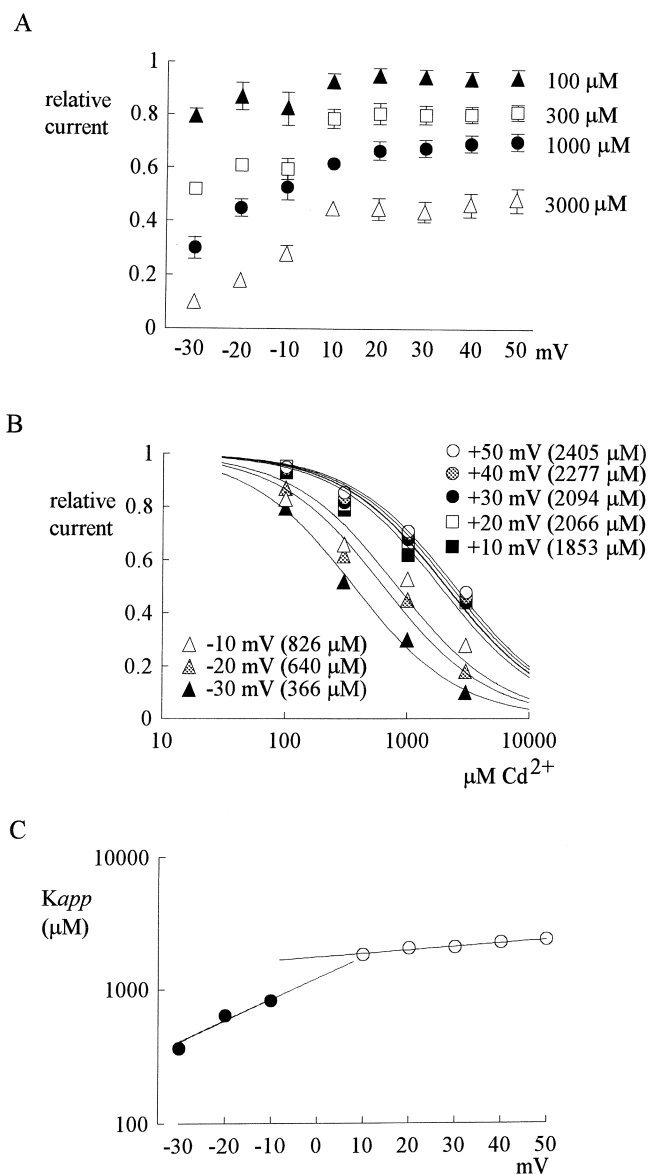 A
relative current
1
0.8
0.6
0.4
0.2
0
100 μM
300 μM
1000 μM
3000 μM
-30 -20 -10 10 20 30 40 50 mV
B
relative current
1
0.8
0.6
0.4
0.2
0
+50 mV (2405 μM)
+40 mV (2277 μM)
+30 mV (2094 μM)
+20 mV (2066 μM)
+10 mV (1853 μM)
-10 mV (826 μM)
-20 mV (640 μM)
-30 mV (366 μM)
10 100 1000 10000
μM Cd2+
C
10000
Kapp
(μM)
1000
100
-30 -20 -10 0 10 20 30 40 50
mV